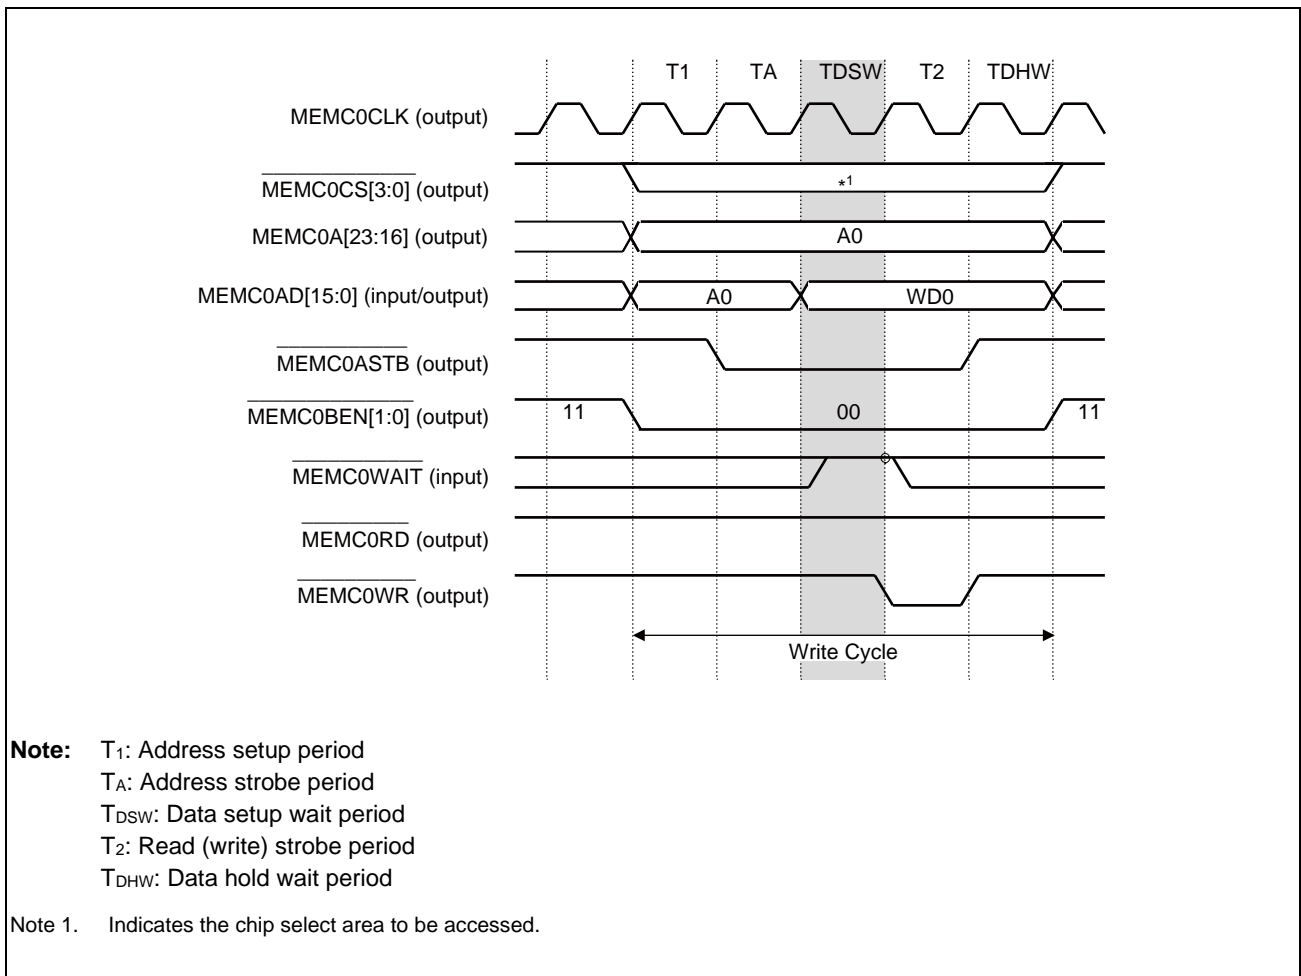 T1 TA TDSW T2 TDHW
MEMC0CLK (output)
MEMC0CS[3:0] (output)
*1
MEMC0A[23:16] (output)
A0
MEMC0AD[15:0] (input/output)
A0 WD0
MEMC0ASTB (output)
MEMC0BEN[1:0] (output)
11 00 11
MEMC0WAIT (input)
MEMC0RD (output)
MEMC0WR (output)
Write Cycle
Note: T1: Address setup period
TA: Address strobe period
TDSW: Data setup wait period
T2: Read (write) strobe period
TDHW: Data hold wait period
Note 1. Indicates the chip select area to be accessed.